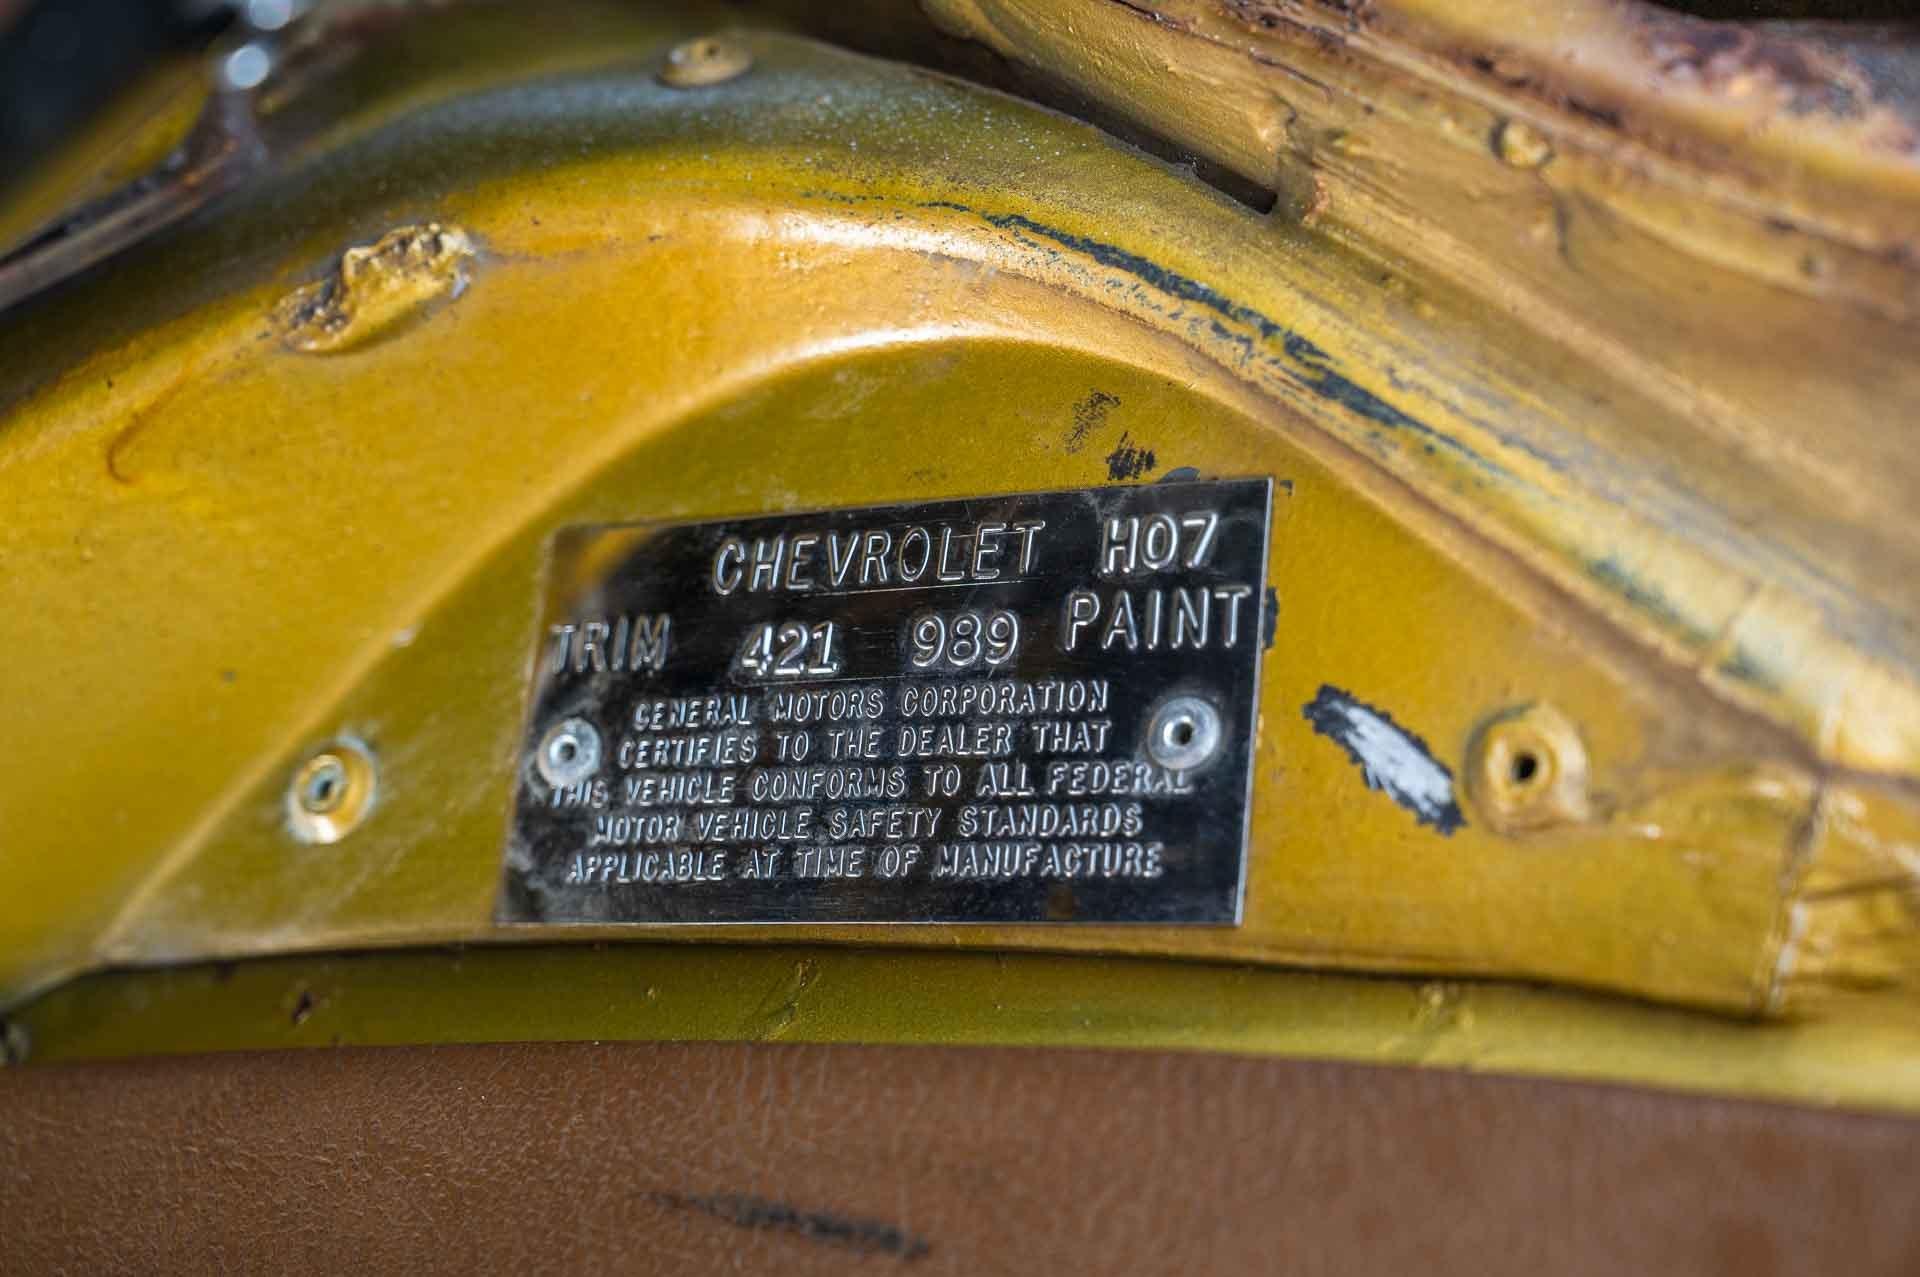 CHEVROLET H07
TRIM 421 989 PAINT
GENERAL MOTORS CORPORATION
CERTIFIES TO THE DEALER THAT
THIS VEHICLE CONFORMS TO ALL FEDERAL
MOTOR VEHICLE SAFETY STANDARDS
APPLICABLE AT TIME OF MANUFACTURE